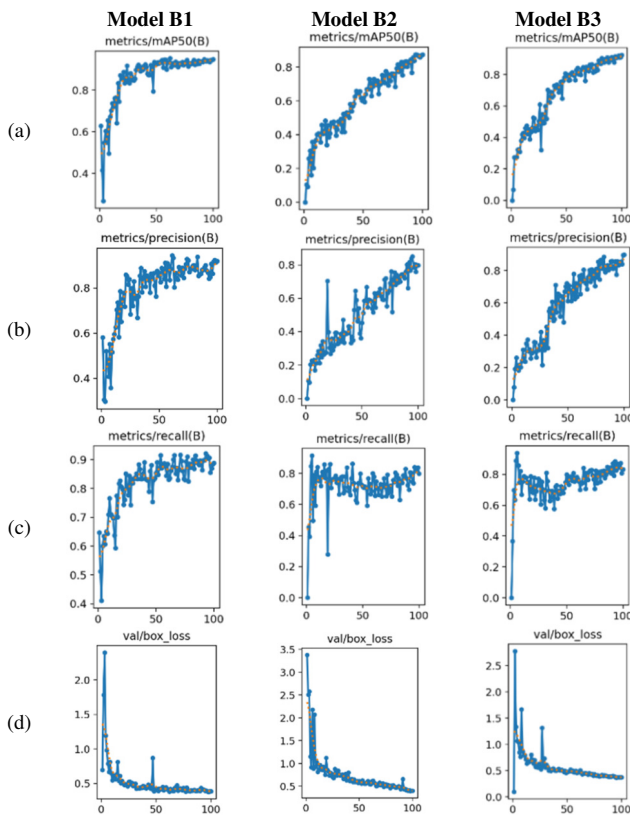 Model B1 Model B2 Model B3
metrics/mAP50(B) metrics/mAP50(B) metrics/mAP50(B)
(a)
0.8 0.6 0.4
0.8 0.6 0.4 0.2 0.0
0.8 0.6 0.4 0.2 0.0
0 50 100 0 50 100 0 50 100
metrics/precision(B) metrics/precision(B) metrics/precision(B)
(b)
0.8 0.6 0.4
0.8 0.6 0.4 0.2 0.0
0.8 0.6 0.4 0.2 0.0
0 50 100 0 50 100 0 50 100
metrics/recall(B) metrics/recall(B) metrics/recall(B)
(c)
0.9 0.8 0.7 0.6 0.5 0.4
0.8 0.6 0.4 0.2 0.0
0.8 0.6 0.4 0.2 0.0
0 50 100 0 50 100 0 50 100
val/box_loss val/box_loss val/box_loss
(d)
2.0 1.5 1.0 0.5
3.5 3.0 2.5 2.0 1.5 1.0 0.5
2.5 2.0 1.5 1.0 0.5 0.0
0 50 100 0 50 100 0 50 100